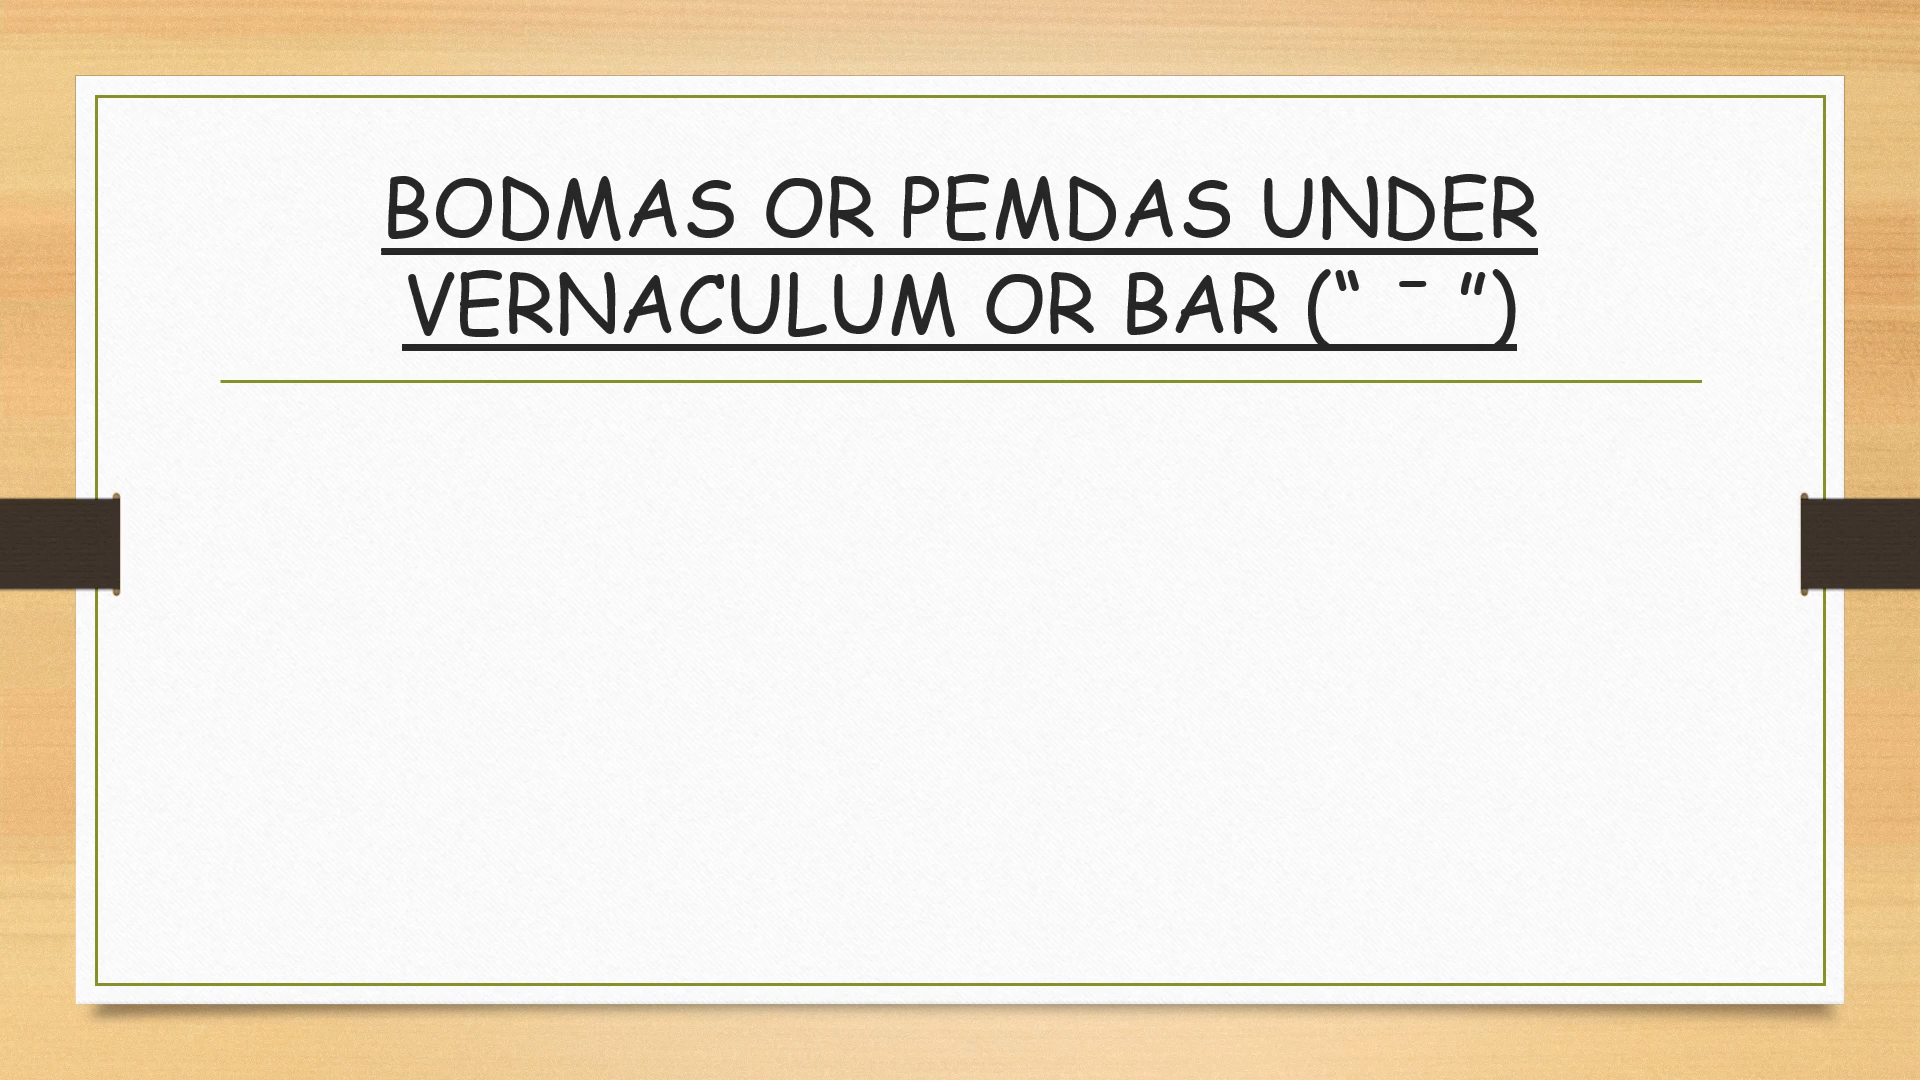 BODMAS OR PEMDAS UNDER
VERNACULUM OR BAR (“ ¯ ”)